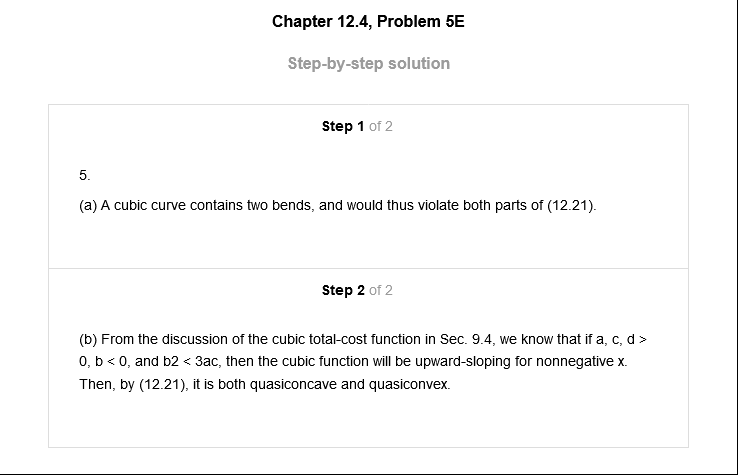 Chapter 12.4, Problem 5E
Step-by-step solution
Step 1 of 2
5.
(a) A cubic curve contains two bends, and would thus violate both parts of (12.21).
Step 2 of 2
(b) From the discussion of the cubic total-cost function in Sec. 9.4, we know that if a, c, d >
0, b < 0, and b2 < 3ac, then the cubic function will be upward-sloping for nonnegative x.
Then, by (12.21), it is both quasiconcave and quasiconvex.